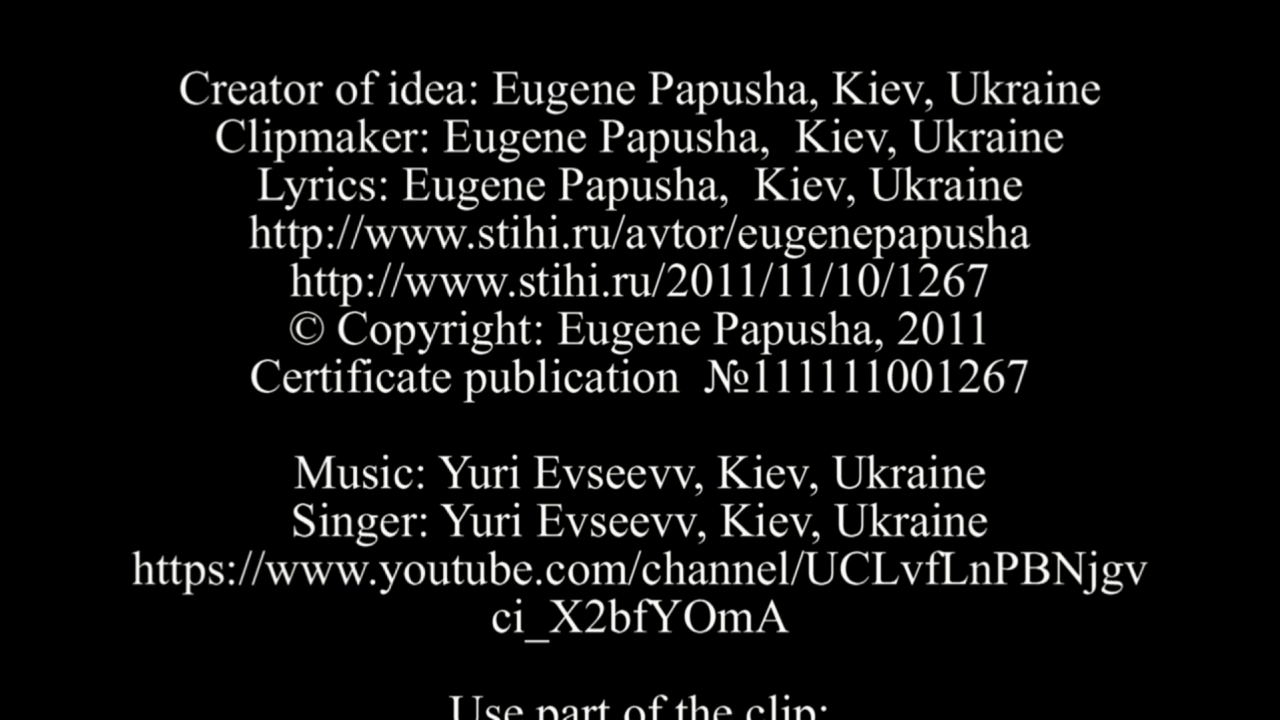 Creator of idea: Eugene Papusha, Kiev, Ukraine
Clipmaker: Eugene Papusha,  Kiev, Ukraine
Lyrics: Eugene Papusha,  Kiev, Ukraine
http://www.stihi.ru/avtor/eugenepapusha
http://www.stihi.ru/2011/11/10/1267
© Copyright: Eugene Papusha, 2011
Certificate publication  №111111001267
Music: Yuri Evseevv, Kiev, Ukraine
Singer: Yuri Evseevv, Kiev, Ukraine
https://www.youtube.com/channel/UCLvfLnPBNjgv
ci_X2bfYOmA
Use part of the clip: